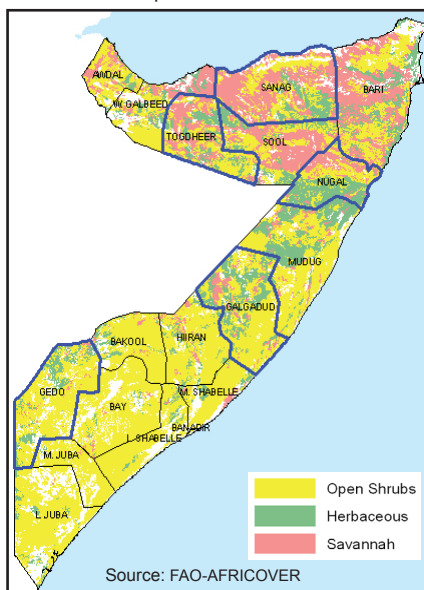 AWDAL
W. GALBEED
TOGDHEER
SANAG
BARI
SOOL
NUGAL
MUDUG
GALGADUD
BAKOOL
HIIRAN
GEDO
BAY
M. SHABELLE
BANADIR
L. SHABELLE
M. JUBA
L.JUBA
Open Shrubs
Herbaceous
Savannah
Source: FAO-AFRICOVER